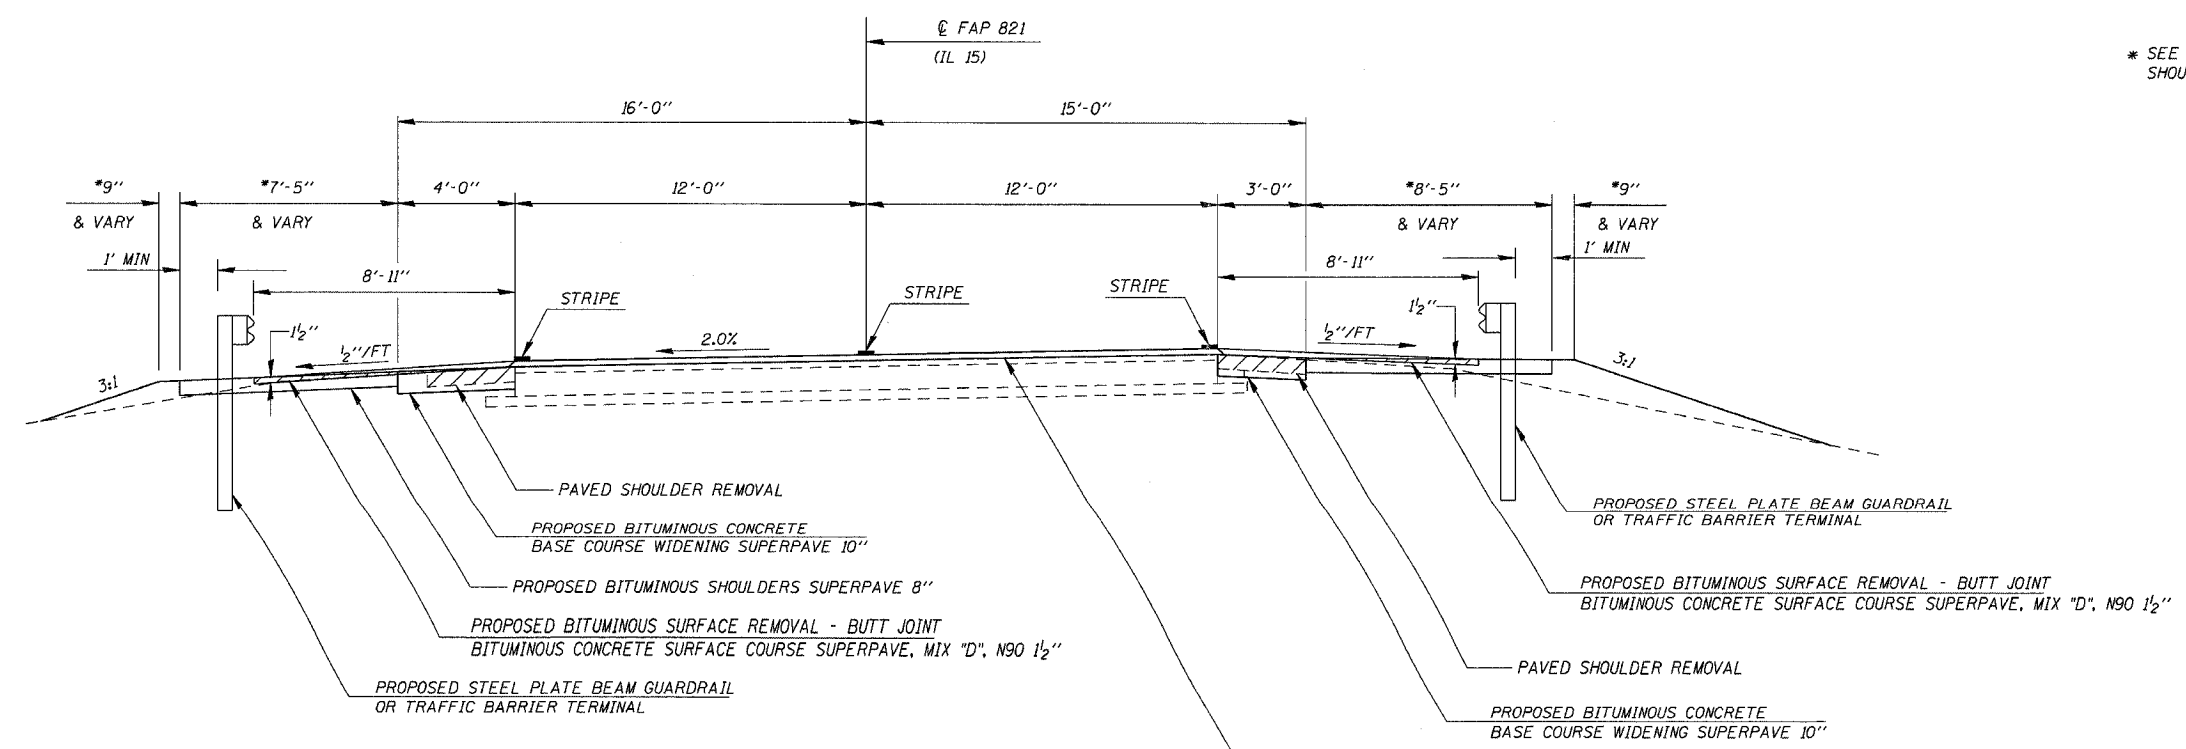 ℄ FAP 821
(IL 15)
* SEE
SHOU
16'-0"
15'-0"
*9"
*7'-5"
4'-0"
12'-0"
12'-0"
3'-0"
*8'-5"
*9"
& VARY
& VARY
& VARY
& VARY
1' MIN
1' MIN
8'-11"
8'-11"
STRIPE
STRIPE
STRIPE
1½"
1½"
½"/FT
2.0%
½"/FT
3:1
3:1
PAVED SHOULDER REMOVAL
PROPOSED BITUMINOUS CONCRETE
BASE COURSE WIDENING SUPERPAVE 10"
PROPOSED BITUMINOUS SHOULDERS SUPERPAVE 8"
PROPOSED BITUMINOUS SURFACE REMOVAL - BUTT JOINT
BITUMINOUS CONCRETE SURFACE COURSE SUPERPAVE, MIX "D", N90 1½"
PROPOSED STEEL PLATE BEAM GUARDRAIL
OR TRAFFIC BARRIER TERMINAL
PROPOSED STEEL PLATE BEAM GUARDRAIL
OR TRAFFIC BARRIER TERMINAL
PROPOSED BITUMINOUS SURFACE REMOVAL - BUTT JOINT
BITUMINOUS CONCRETE SURFACE COURSE SUPERPAVE, MIX "D", N90 1½"
PAVED SHOULDER REMOVAL
PROPOSED BITUMINOUS CONCRETE
BASE COURSE WIDENING SUPERPAVE 10"